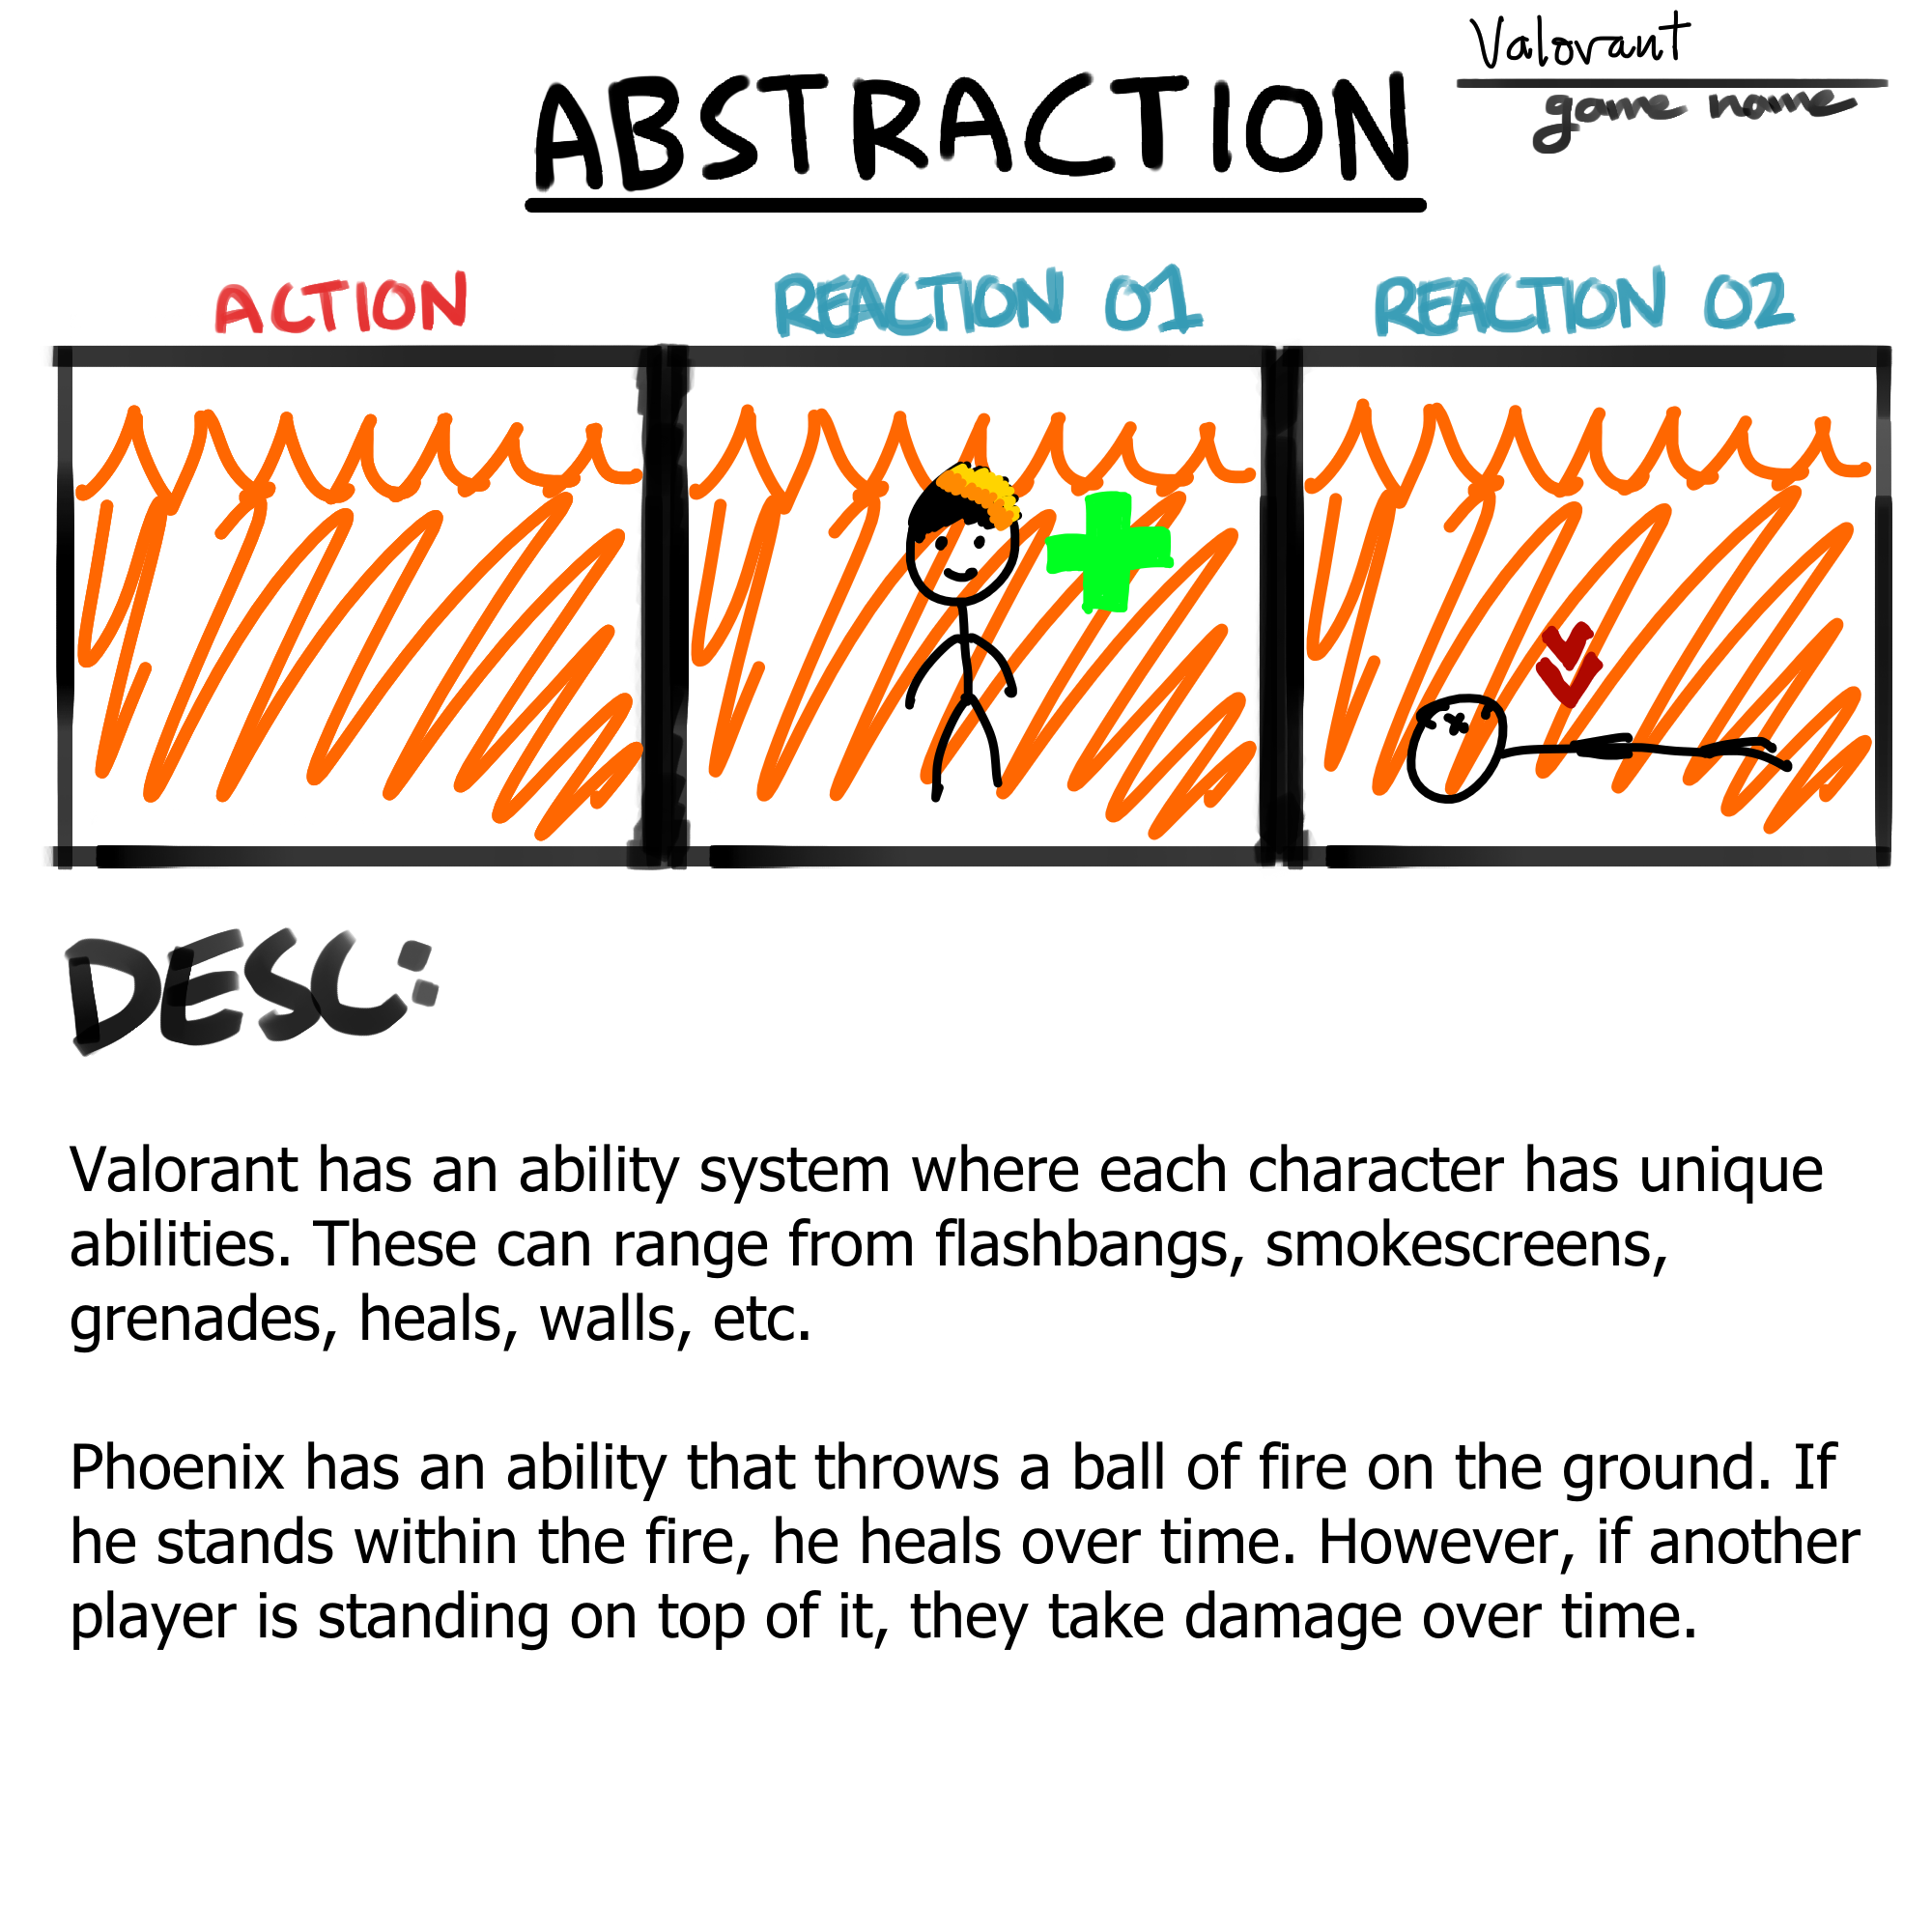 Valorant
game name
ABSTRACTION
ACTION
REACTION 01
REACTION 02
DESC:
Valorant has an ability system where each character has unique
abilities. These can range from flashbangs, smokescreens,
grenades, heals, walls, etc.
Phoenix has an ability that throws a ball of fire on the ground. If
he stands within the fire, he heals over time. However, if another
player is standing on top of it, they take damage over time.